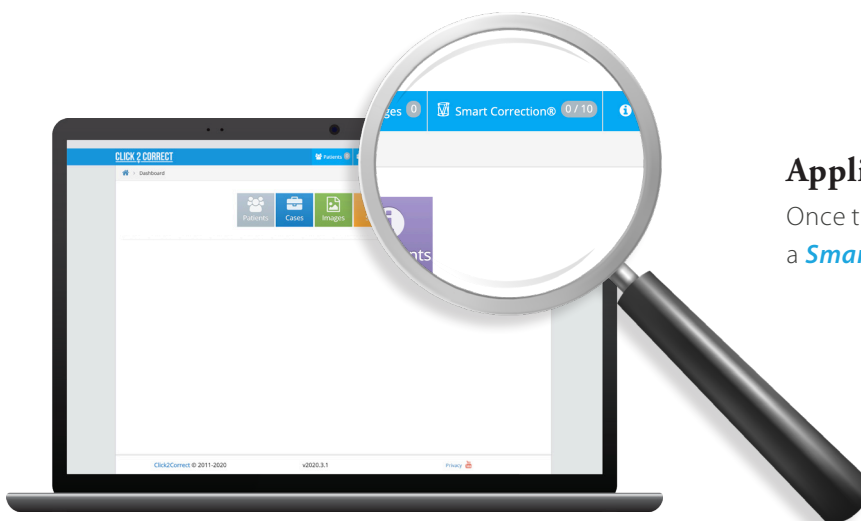 ges 0 Smart Correction® 0 / 10
CLICK 2 CORRECT Patients
Dashboard
Patients Cases Images
nts
Click2Correct © 2011-2020 v2020.3.1 Privacy
Appli
Once t
a Smar